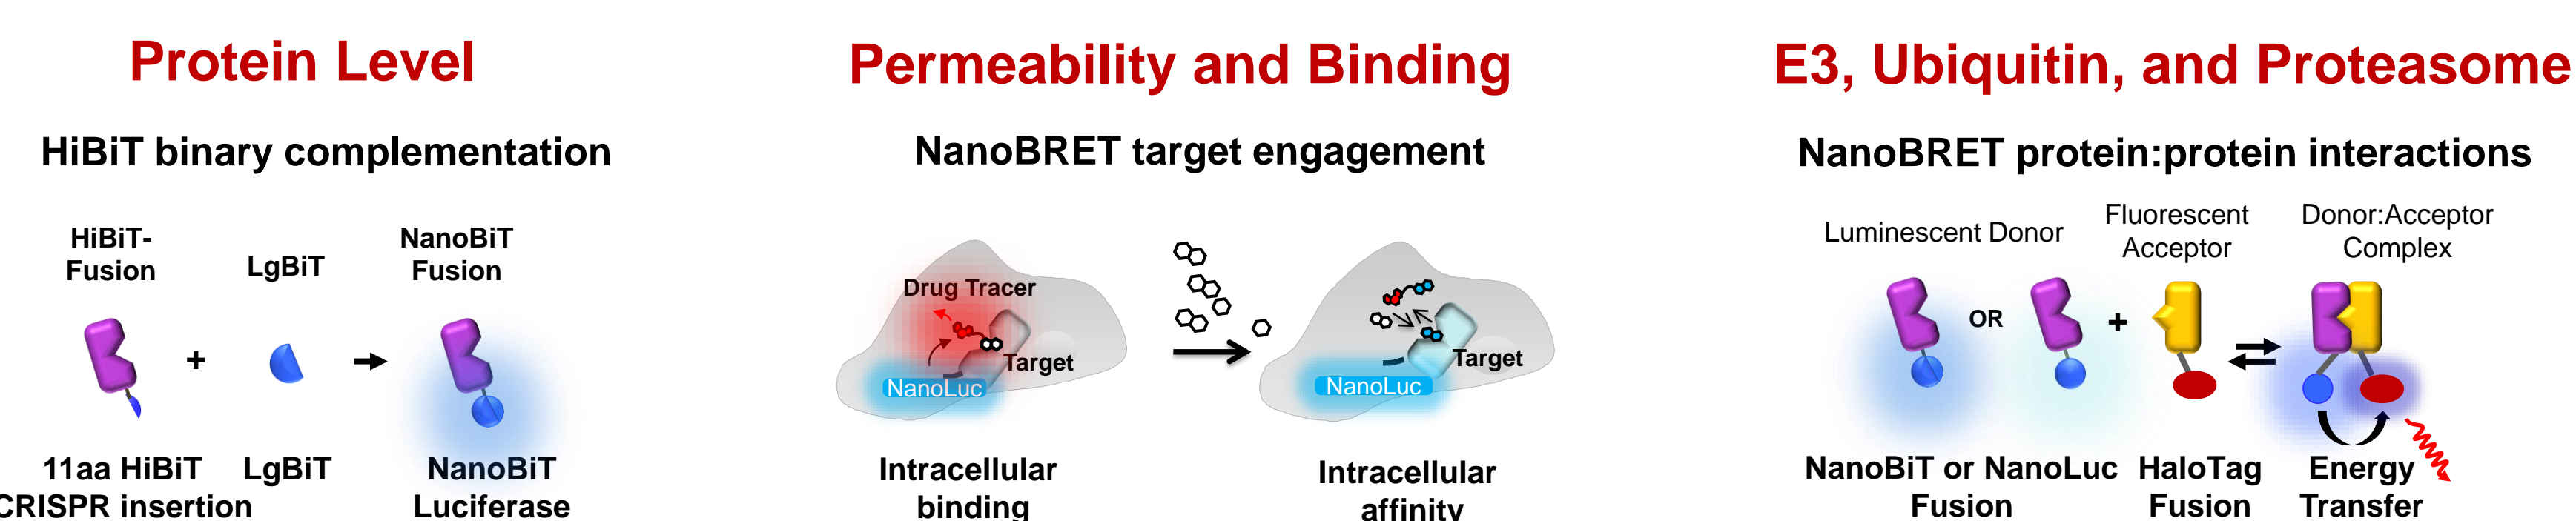 Protein Level
HiBiT binary complementation
HiBiT-
Fusion
LgBiT
NanoBiT
Fusion
+
11aa HiBiT
CRISPR insertion
LgBiT
NanoBiT
Luciferase
Permeability and Binding
NanoBRET target engagement
Drug Tracer
Target
NanoLuc
Intracellular
binding
Target
NanoLuc
Intracellular
affinity
E3, Ubiquitin, and Proteasome
NanoBRET protein:protein interactions
Luminescent Donor
Fluorescent
Acceptor
Donor:Acceptor
Complex
OR
+
NanoBiT or NanoLuc
Fusion
HaloTag
Fusion
Energy
Transfer